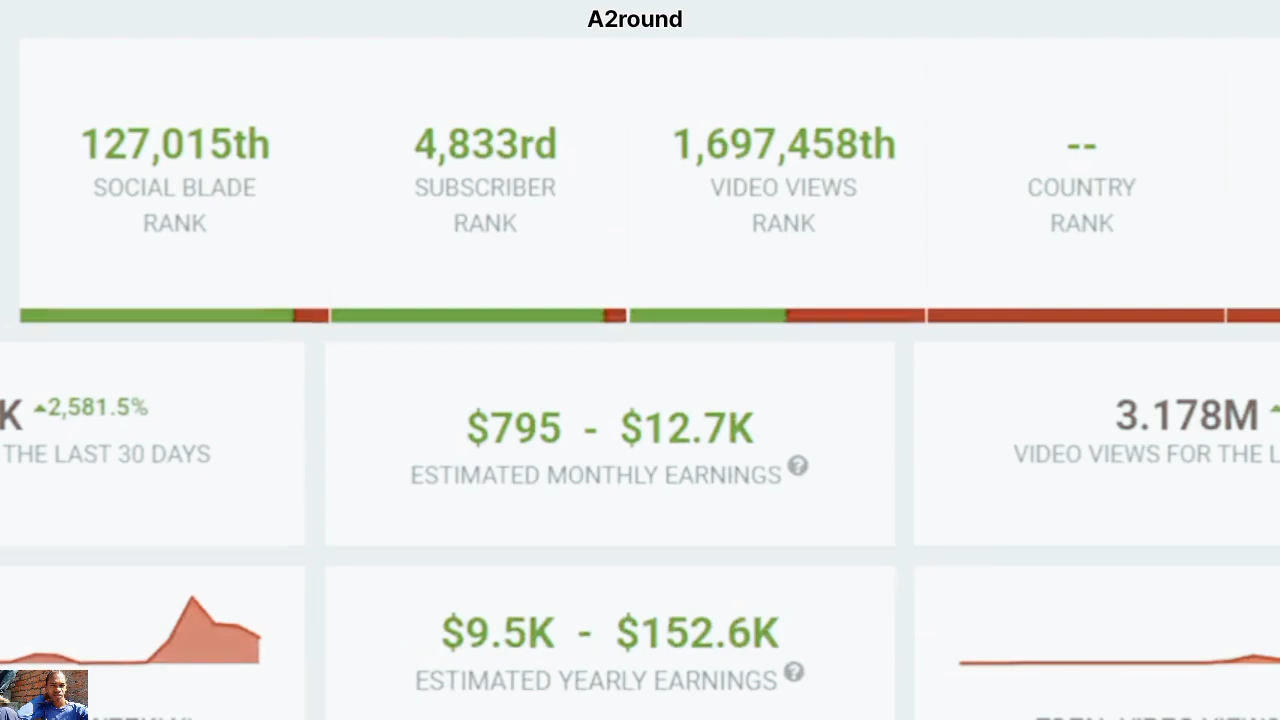 A2round
127,015th
SOCIAL BLADE
RANK
4,833rd
SUBSCRIBER
RANK
1,697,458th
VIDEO VIEWS
RANK
--
COUNTRY
RANK
K 2,581.5%
THE LAST 30 DAYS
$795 - $12.7K
ESTIMATED MONTHLY EARNINGS ?
3.178M
VIDEO VIEWS FOR THE L
$9.5K - $152.6K
ESTIMATED YEARLY EARNINGS ?